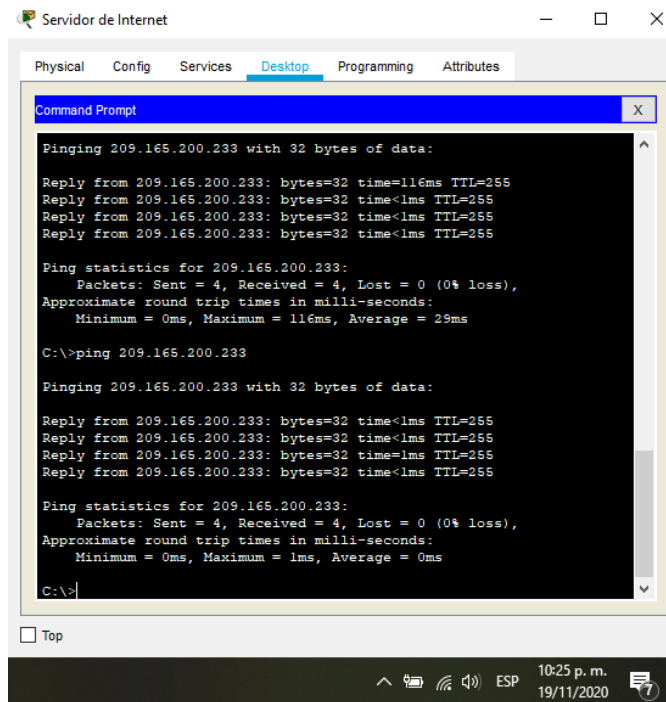 Servidor de Internet
Physical Config Services Desktop Programming Attributes
Command Prompt X
Pinging 209.165.200.233 with 32 bytes of data:
Reply from 209.165.200.233: bytes=32 time=116ms TTL=255
Reply from 209.165.200.233: bytes=32 time<1ms TTL=255
Reply from 209.165.200.233: bytes=32 time<1ms TTL=255
Reply from 209.165.200.233: bytes=32 time<1ms TTL=255
Ping statistics for 209.165.200.233:
Packets: Sent = 4, Received = 4, Lost = 0 (0% loss),
Approximate round trip times in milli-seconds:
Minimum = 0ms, Maximum = 116ms, Average = 29ms
C:\>ping 209.165.200.233
Pinging 209.165.200.233 with 32 bytes of data:
Reply from 209.165.200.233: bytes=32 time<1ms TTL=255
Reply from 209.165.200.233: bytes=32 time<1ms TTL=255
Reply from 209.165.200.233: bytes=32 time=1ms TTL=255
Reply from 209.165.200.233: bytes=32 time<1ms TTL=255
Ping statistics for 209.165.200.233:
Packets: Sent = 4, Received = 4, Lost = 0 (0% loss),
Approximate round trip times in milli-seconds:
Minimum = 0ms, Maximum = 1ms, Average = 0ms
C:\>
Top
ESP 10:25 p. m.
19/11/2020
7